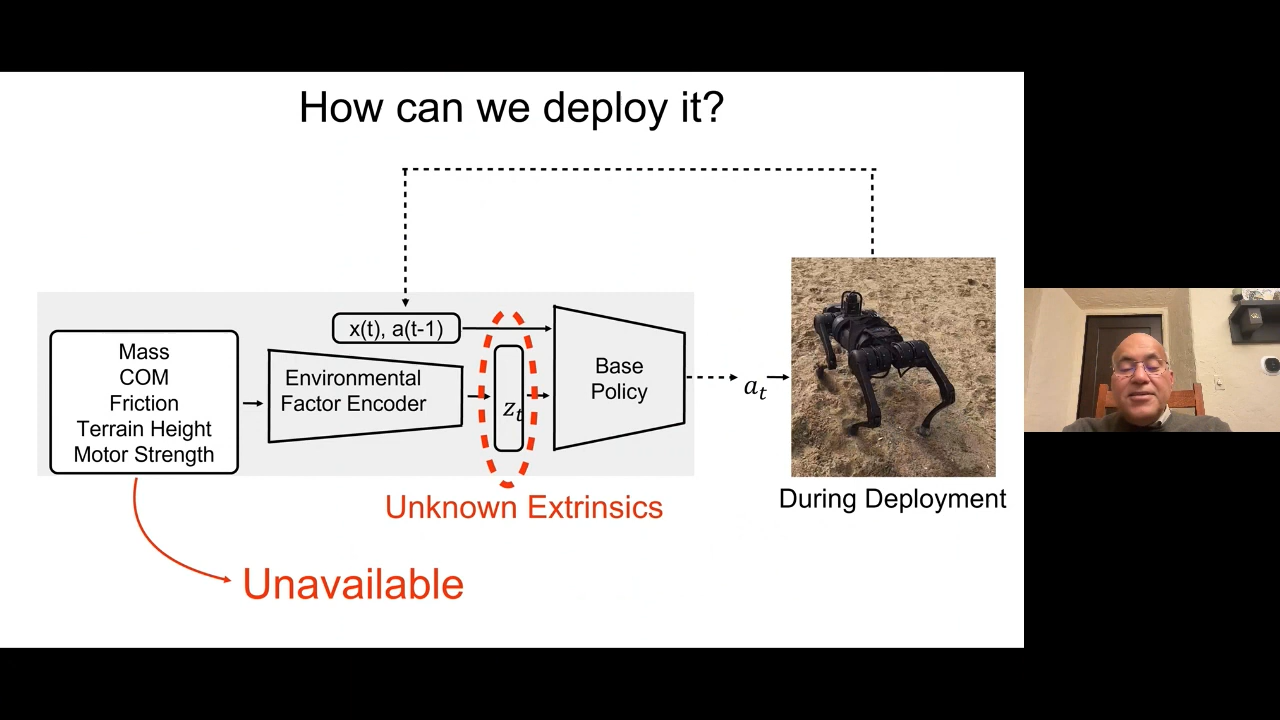 How can we deploy it?
x(t), a(t-1)
Mass
COM
Friction
Terrain Height
Motor Strength
Environmental
Factor Encoder
z_t
Base
Policy
a_t
Unknown Extrinsics
During Deployment
Unavailable